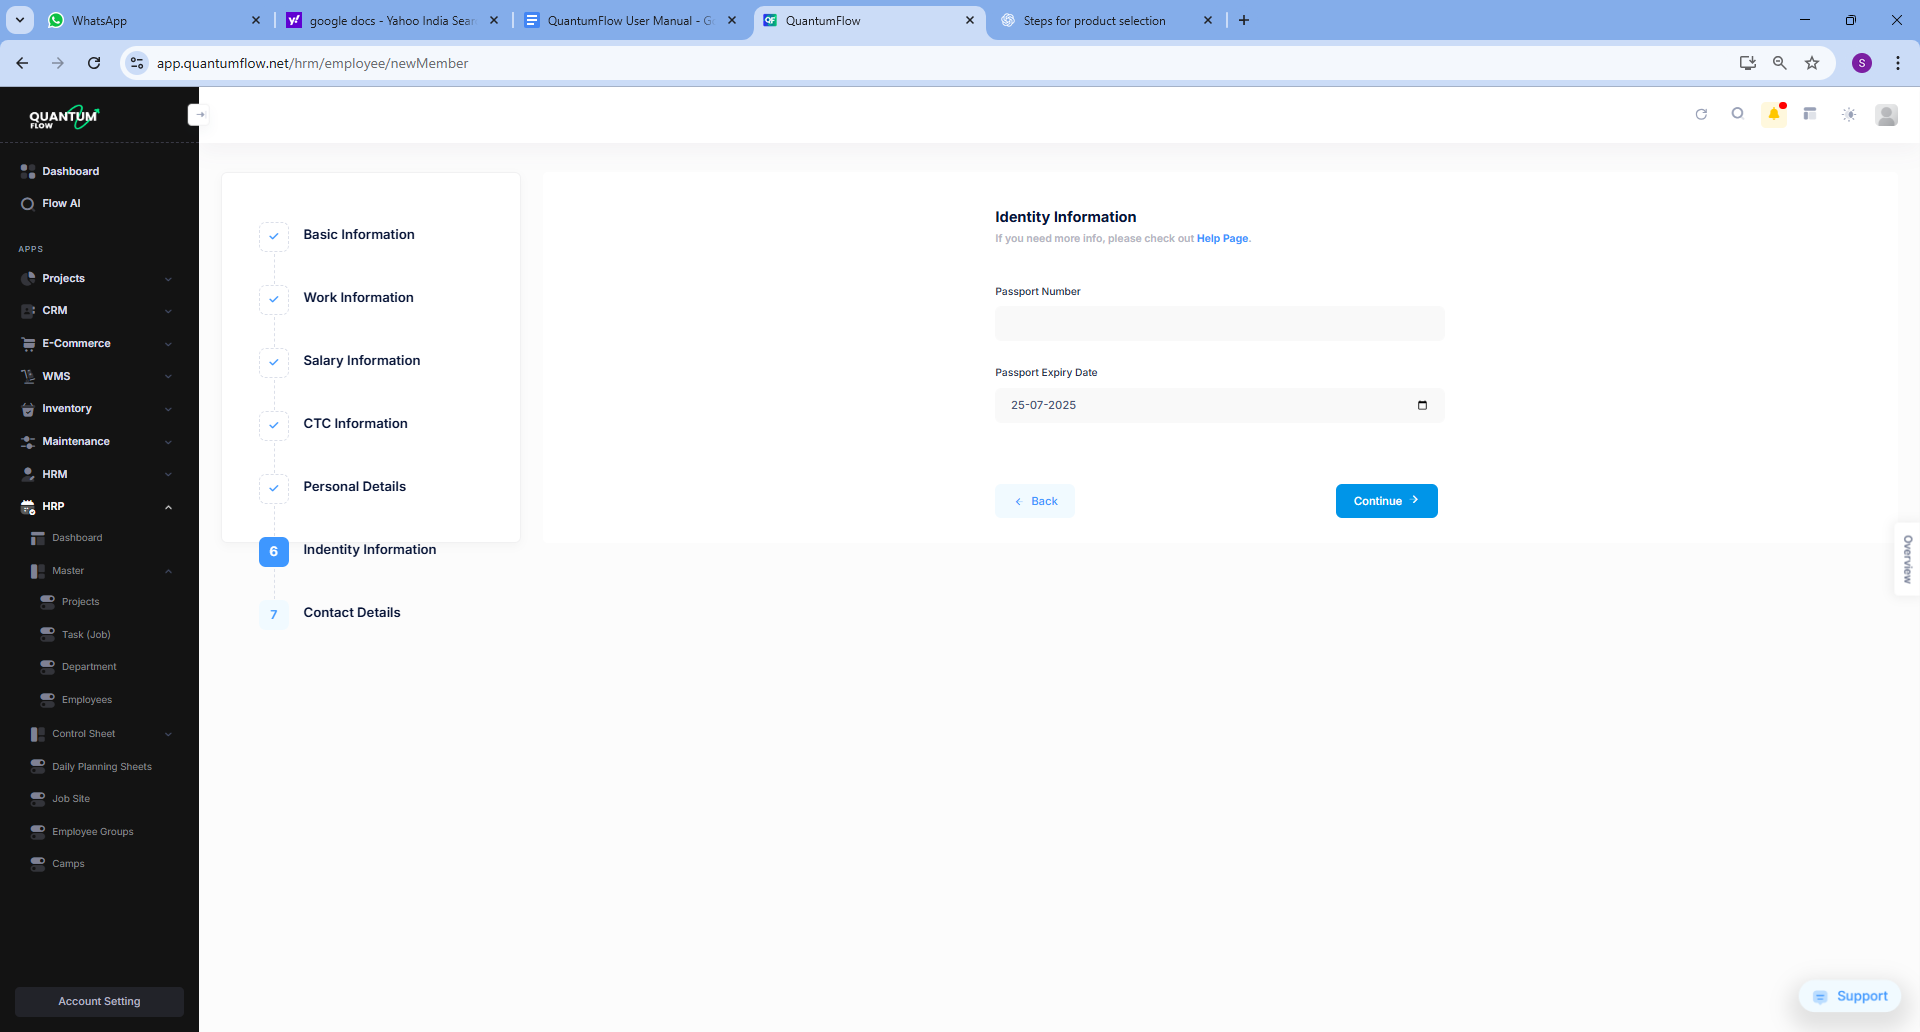 WhatsApp
google docs - Yahoo India Sear
QuantumFlow User Manual - G
QuantumFlow
Steps for product selection
app.quantumflow.net/hrm/employee/newMember
S
QUANTUM
FLOW
Dashboard
Flow AI
APPS
Projects
CRM
E-Commerce
WMS
Inventory
Maintenance
HRM
HRP
Dashboard
Master
Projects
Task (Job)
Department
Employees
Control Sheet
Daily Planning Sheets
Job Site
Employee Groups
Camps
Account Setting
Basic Information
Work Information
Salary Information
CTC Information
Personal Details
6 Indentity Information
7 Contact Details
Identity Information
If you need more info, please check out Help Page.
Passport Number
Passport Expiry Date
25-07-2025
Back
Continue
Overview
Support